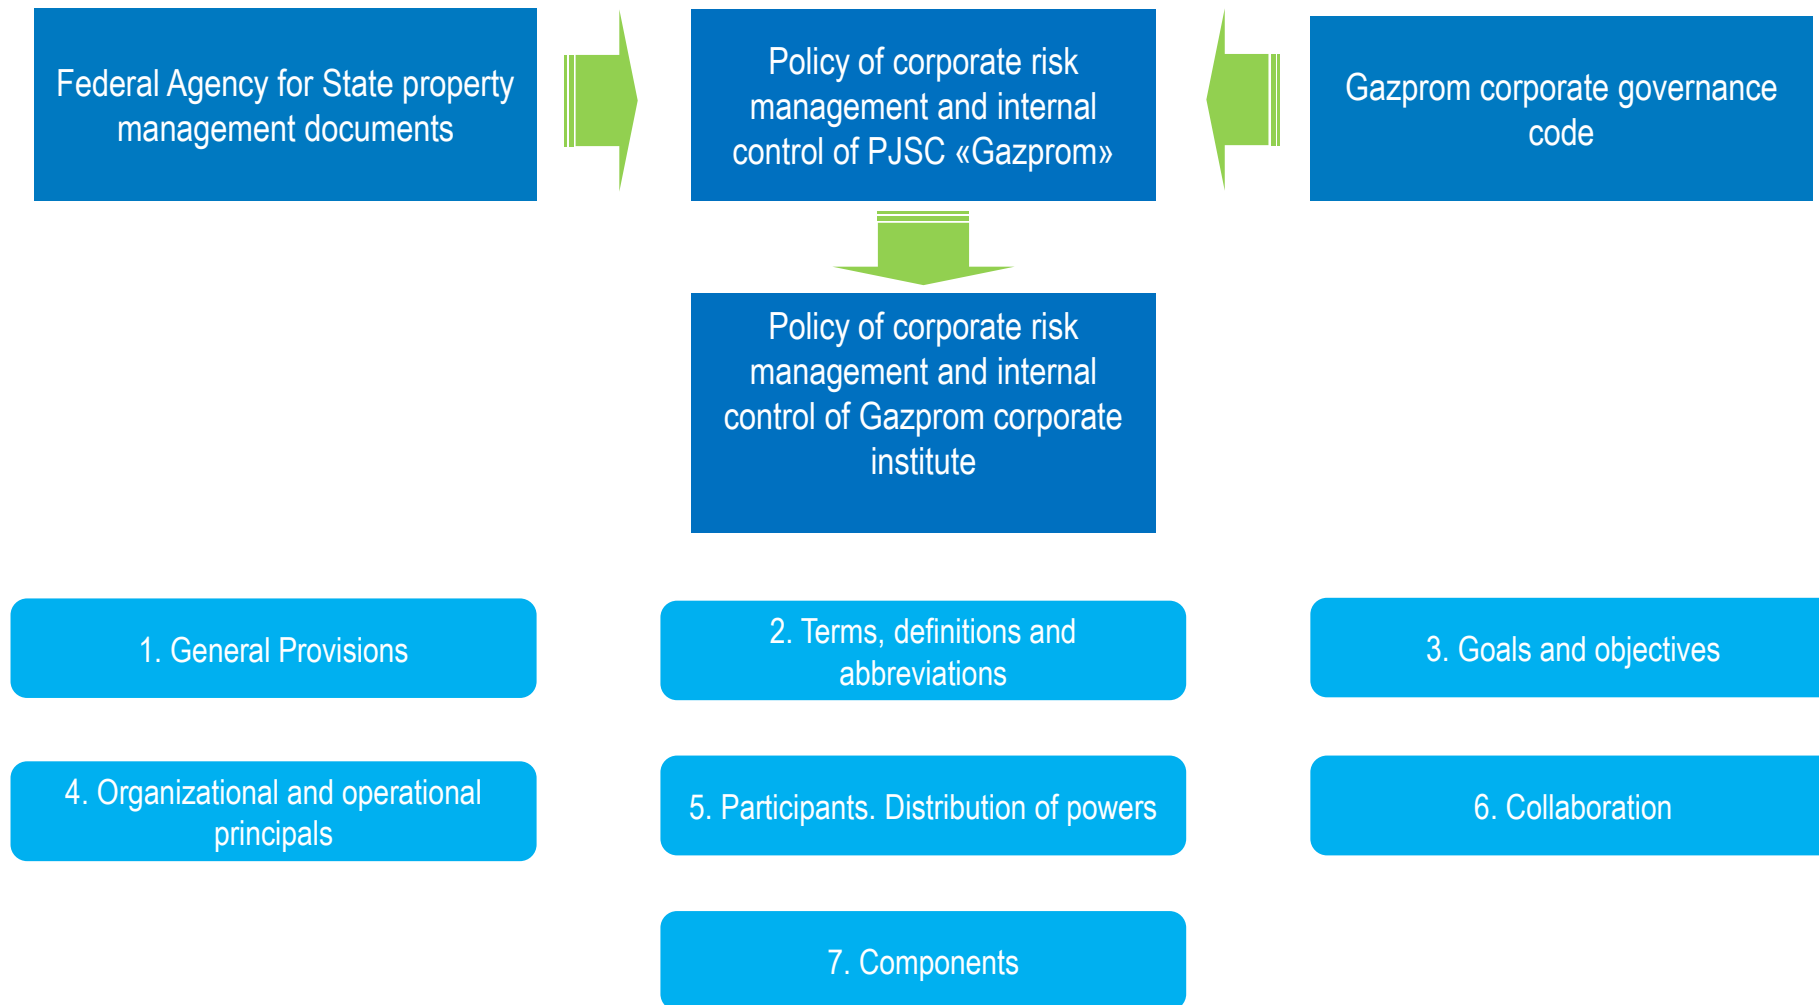 Federal Agency for State property
management documents
Policy of corporate risk
management and internal
control of PJSC «Gazprom»
Gazprom corporate governance
code
Policy of corporate risk
management and internal
control of Gazprom corporate
institute
1. General Provisions
2. Terms, definitions and
abbreviations
3. Goals and objectives
4. Organizational and operational
principals
5. Participants. Distribution of powers
6. Collaboration
7. Components